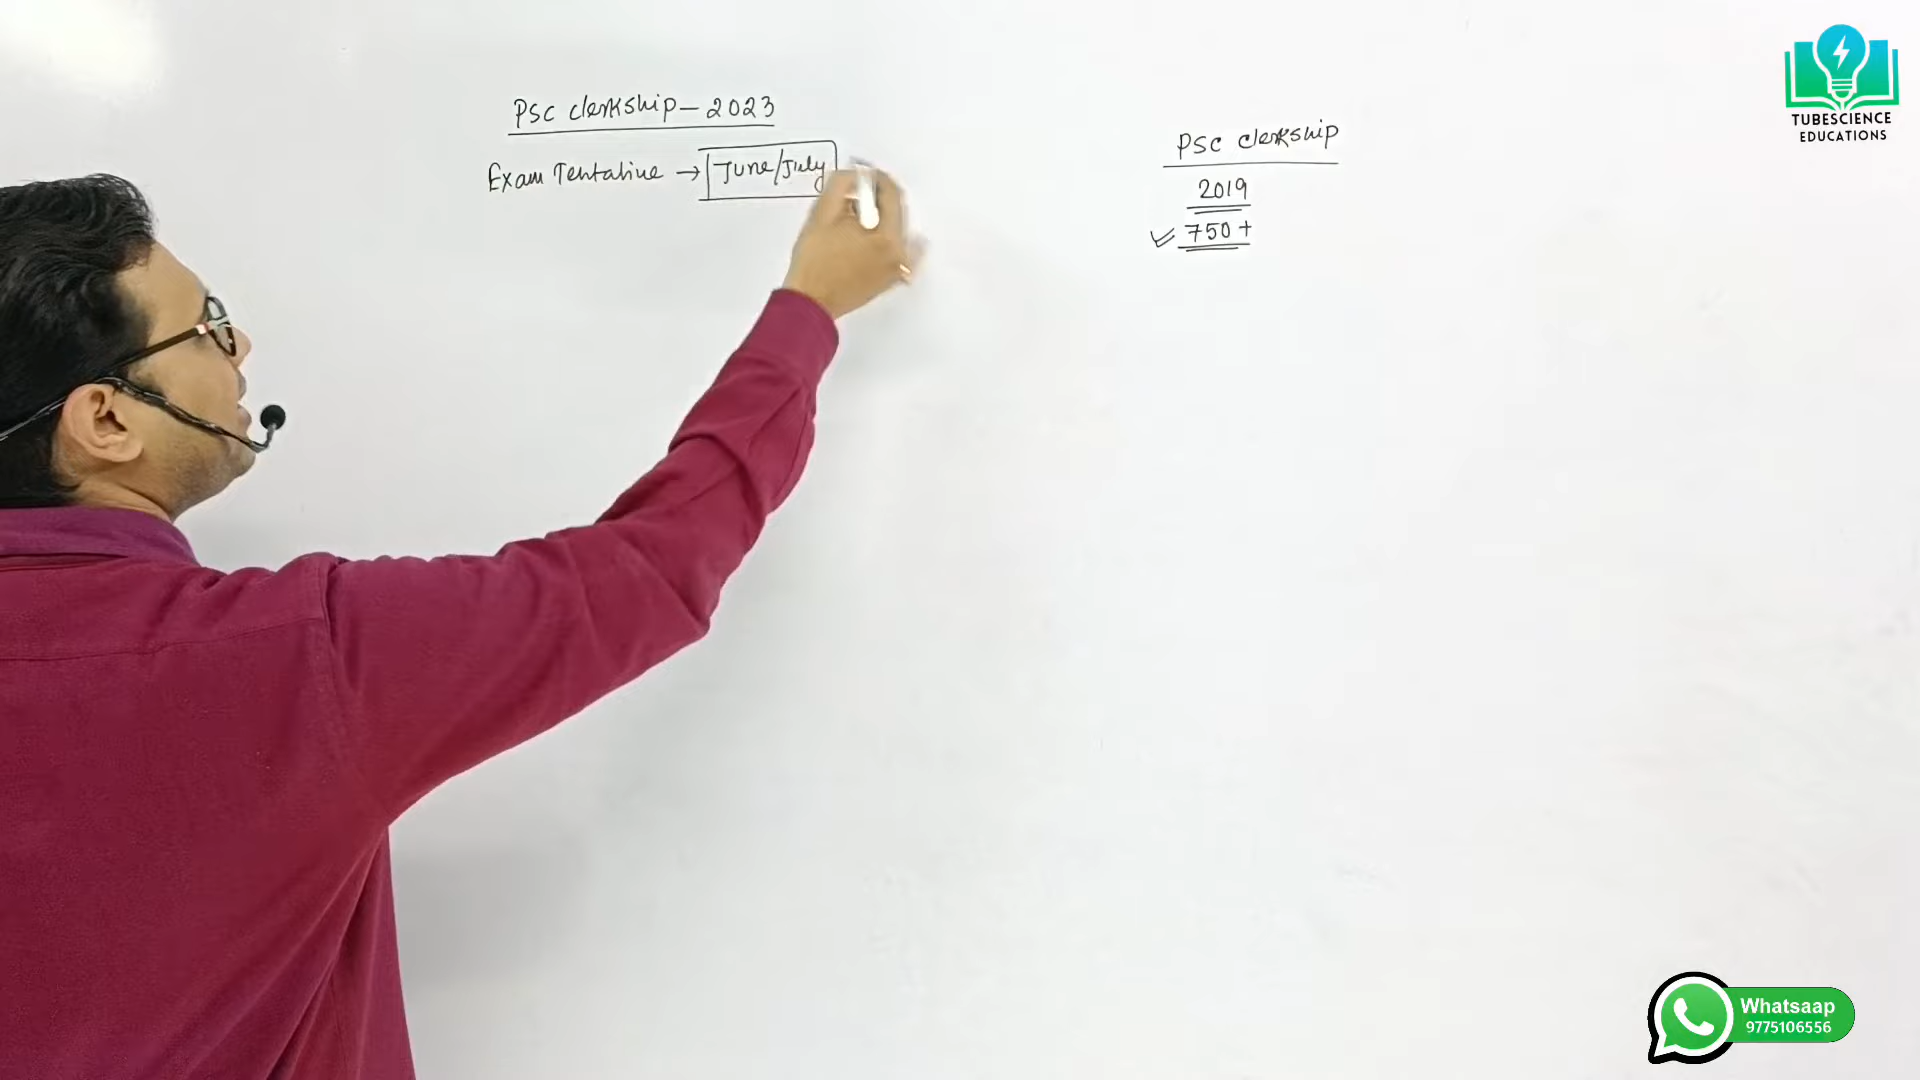 PSC Clerkship – 2023
Exam Tentative → June/July
PSC Clerkship
2019
750 +
TUBESCIENCE
EDUCATIONS
Whatsaap
9775106556